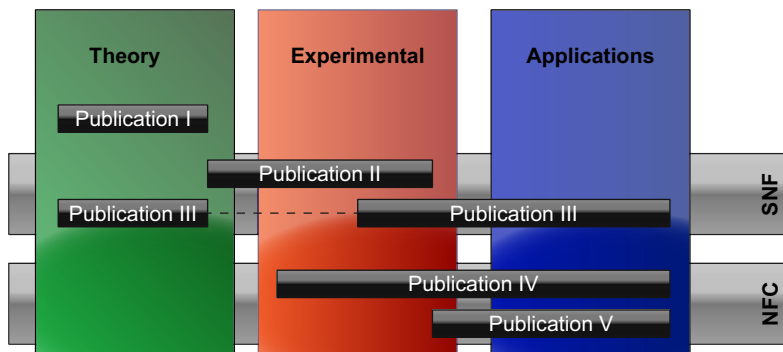 Theory
Experimental
Applications
Publication I
Publication II
SNF
Publication III
Publication III
Publication IV
NFC
Publication V